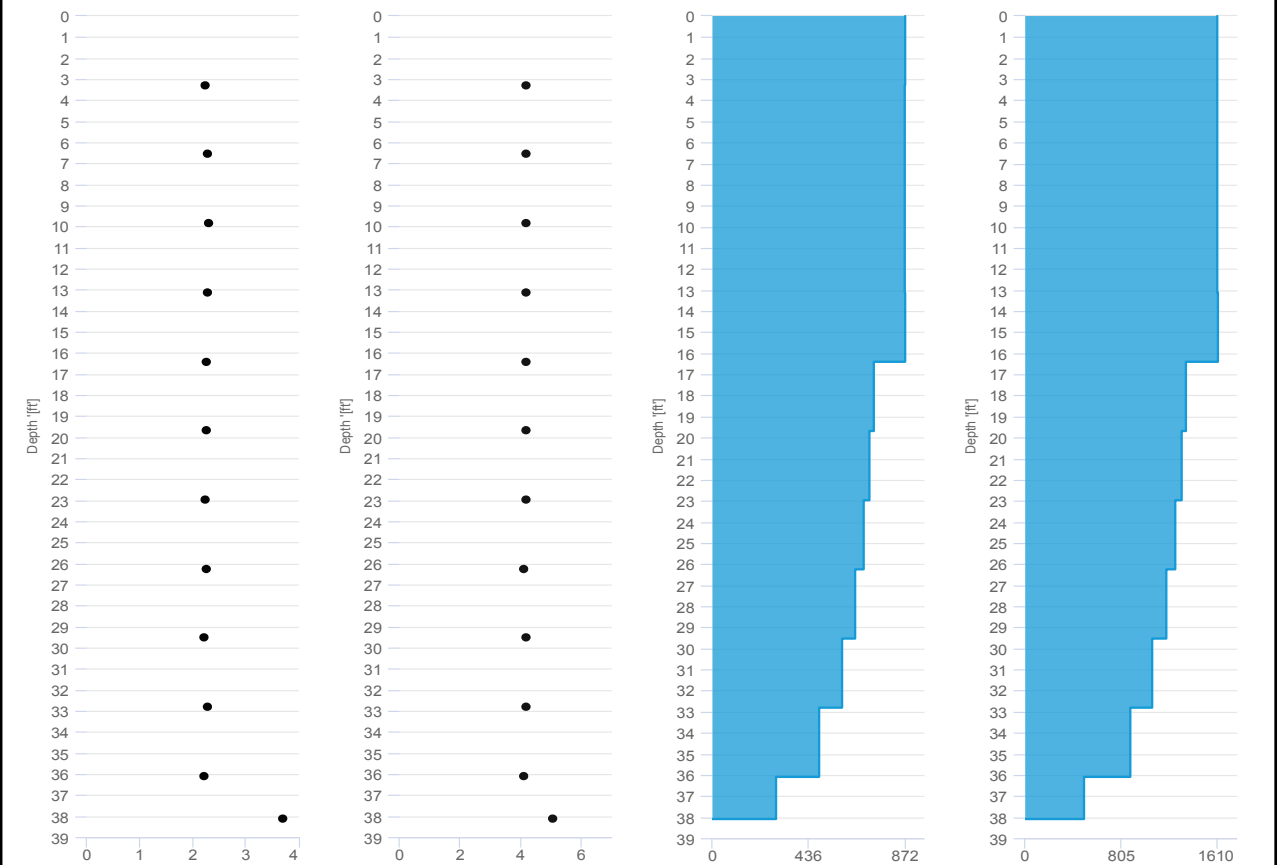 0 0 0 0
1 1 1 1
2 2 2 2
3 3 3 3
4 4 4 4
5 5 5 5
6 6 6 6
7 7 7 7
8 8 8 8
9 9 9 9
10 10 10 10
11 11 11 11
12 12 12 12
13 13 13 13
14 14 14 14
15 15 15 15
16 16 16 16
17 17 17 17
18 18 18 18
19 19 19 19
Depth '[ft'] Depth '[ft'] Depth '[ft'] Depth '[ft']
20 20 20 20
21 21 21 21
22 22 22 22
23 23 23 23
24 24 24 24
25 25 25 25
26 26 26 26
27 27 27 27
28 28 28 28
29 29 29 29
30 30 30 30
31 31 31 31
32 32 32 32
33 33 33 33
34 34 34 34
35 35 35 35
36 36 36 36
37 37 37 37
38 38 38 38
39 39 39 39
0 1 2 3 4 0 2 4 6 0 436 872 0 805 1610